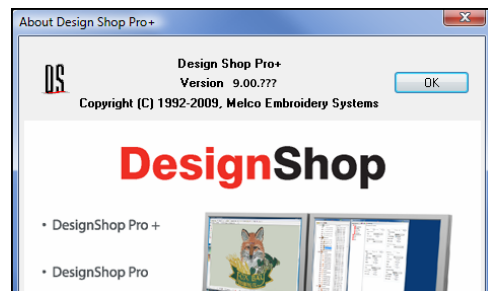 About Design Shop Pro+
DS
Design Shop Pro+
Version 9.00.???
OK
Copyright (C) 1992-2009, Melco Embroidery Systems
DesignShop
• DesignShop Pro +
• DesignShop Pro